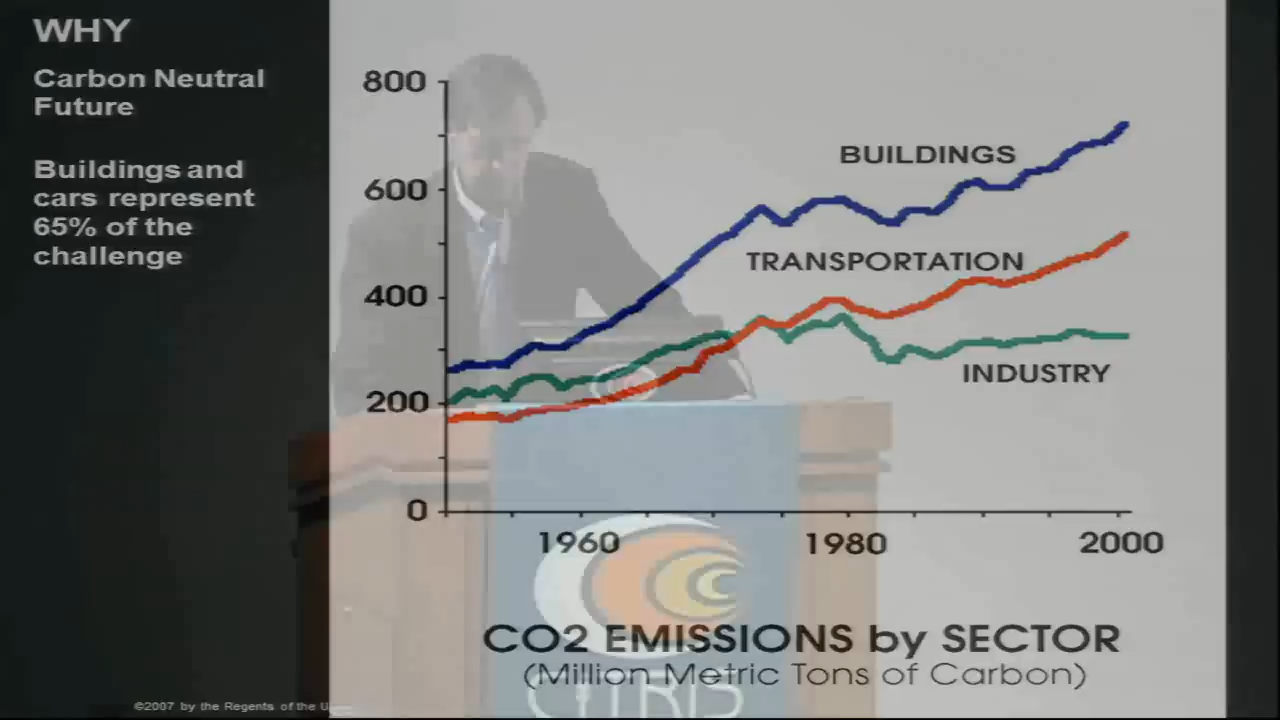 WHY
Carbon Neutral
Future
Buildings and
cars represent
65% of the
challenge
800
600
400
200
0
BUILDINGS
TRANSPORTATION
INDUSTRY
1960
1980
2000
CO2 EMISSIONS by SECTOR
(Million Metric Tons of Carbon)
CITRIS
©2007 by the Regents of the